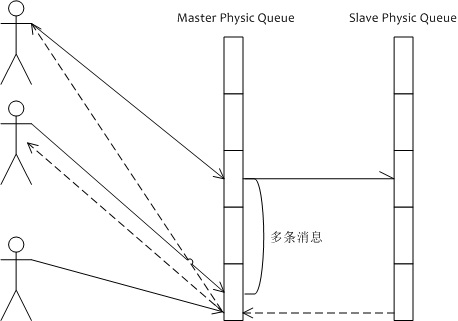 Master Physic Queue
Slave Physic Queue
多条消息